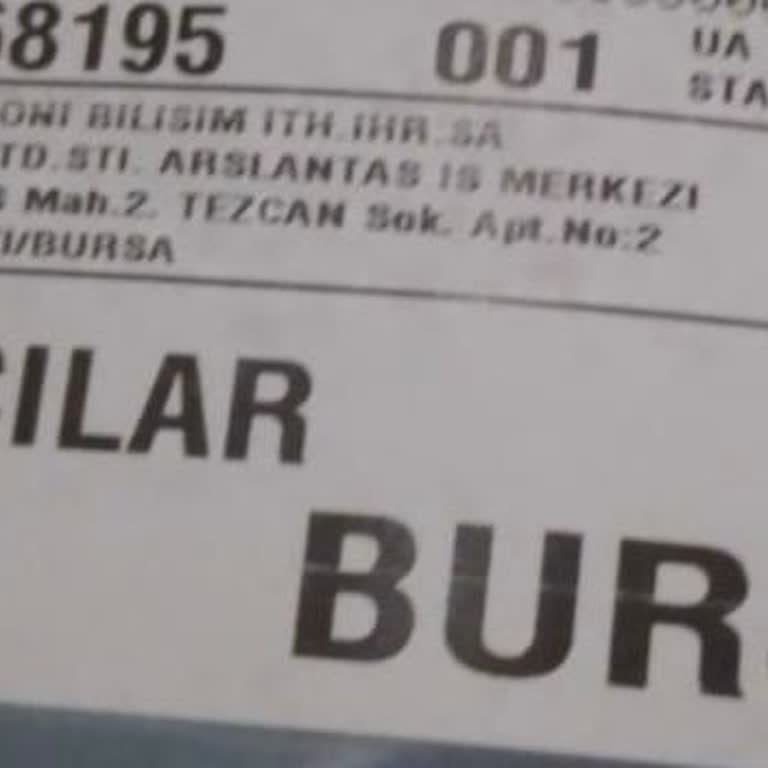 68195 001 UA
STA
ONI BILISIM ITH.IHR.SA
TD.STI. ARSLANTAS IS MERKEZI
Mah.2. TEZCAN Sok. Apt.No:2
I/BURSA
CILAR
BUR